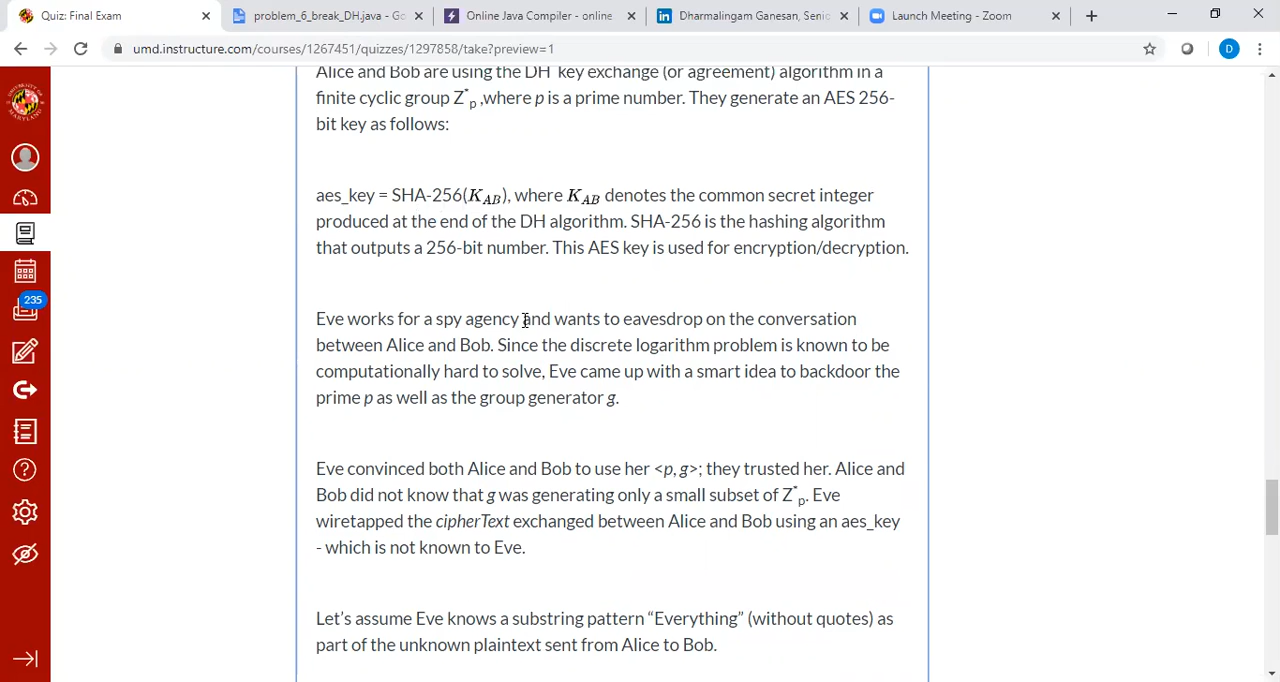 Quiz: Final Exam
problem_6_break_DH.java - Go
Online Java Compiler - online
Dharmalingam Ganesan, Senio
Launch Meeting - Zoom
umd.instructure.com/courses/1267451/quizzes/1297858/take?preview=1
D
Alice and Bob are using the DH key exchange (or agreement) algorithm in a
finite cyclic group Z*p ,where p is a prime number. They generate an AES 256-
bit key as follows:
aes_key = SHA-256(KAB), where KAB denotes the common secret integer
produced at the end of the DH algorithm. SHA-256 is the hashing algorithm
that outputs a 256-bit number. This AES key is used for encryption/decryption.
235
Eve works for a spy agency and wants to eavesdrop on the conversation
between Alice and Bob. Since the discrete logarithm problem is known to be
computationally hard to solve, Eve came up with a smart idea to backdoor the
prime p as well as the group generator g.
Eve convinced both Alice and Bob to use her <p, g>; they trusted her. Alice and
Bob did not know that g was generating only a small subset of Z*p. Eve
wiretapped the cipherText exchanged between Alice and Bob using an aes_key
- which is not known to Eve.
Let's assume Eve knows a substring pattern “Everything” (without quotes) as
part of the unknown plaintext sent from Alice to Bob.